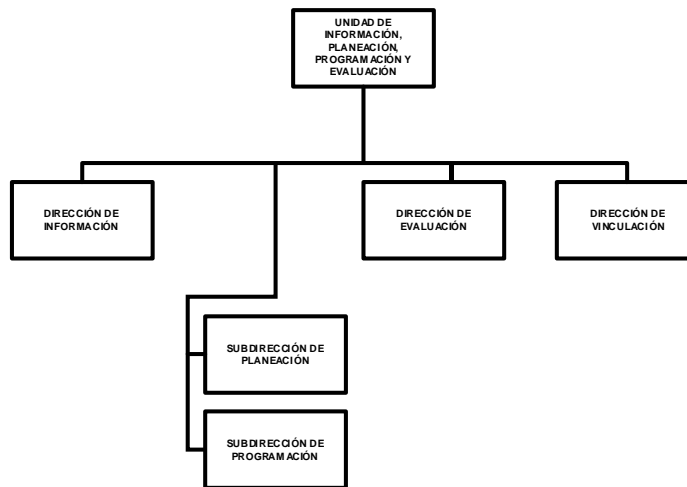 UNIDAD DE
INFORMACIÓN,
PLANEACIÓN,
PROGRAMACIÓN Y
EVALUACIÓN
DIRECCIÓN DE
INFORMACIÓN
DIRECCIÓN DE
EVALUACIÓN
DIRECCIÓN DE
VINCULACIÓN
SUBDIRECCIÓN DE
PLANEACIÓN
SUBDIRECCIÓN DE
PROGRAMACIÓN